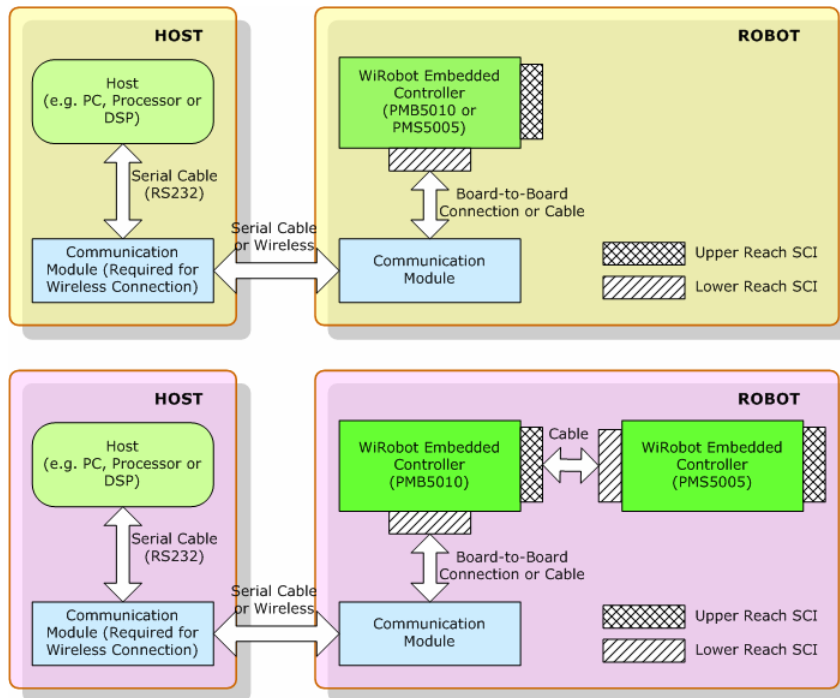 HOST
Host
(e.g. PC, Processor or
DSP)
Serial Cable
(RS232)
Communication
Module (Required for
Wireless Connection)
Serial Cable
or Wireless
ROBOT
WiRobot Embedded
Controller
(PMB5010 or
PMS5005)
Board-to-Board
Connection or Cable
Communication
Module
Upper Reach SCI
Lower Reach SCI
HOST
Host
(e.g. PC, Processor or
DSP)
Serial Cable
(RS232)
Communication
Module (Required for
Wireless Connection)
Serial Cable
or Wireless
ROBOT
WiRobot Embedded
Controller
(PMB5010)
Cable
WiRobot Embedded
Controller
(PMS5005)
Board-to-Board
Connection or Cable
Communication
Module
Upper Reach SCI
Lower Reach SCI